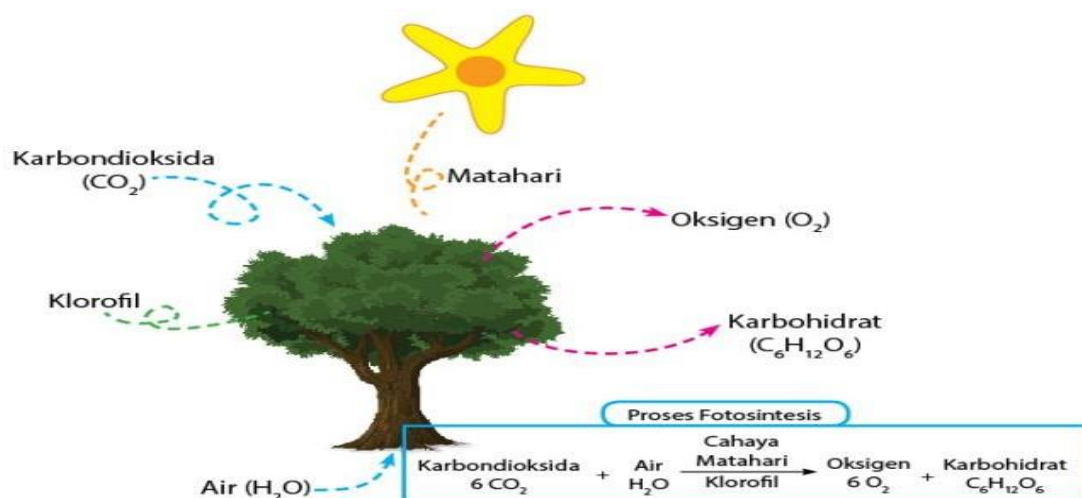 Karbondioksida
(CO₂)
Matahari
Oksigen (O₂)
Klorofil
Karbohidrat
(C₆H₁₂O₆)
Air (H₂O)
Proses Fotosintesis
Karbondioksida
6 CO₂
+
Air
H₂O
Cahaya
Matahari
Klorofil
Oksigen
6 O₂
+
Karbohidrat
C₆H₁₂O₆